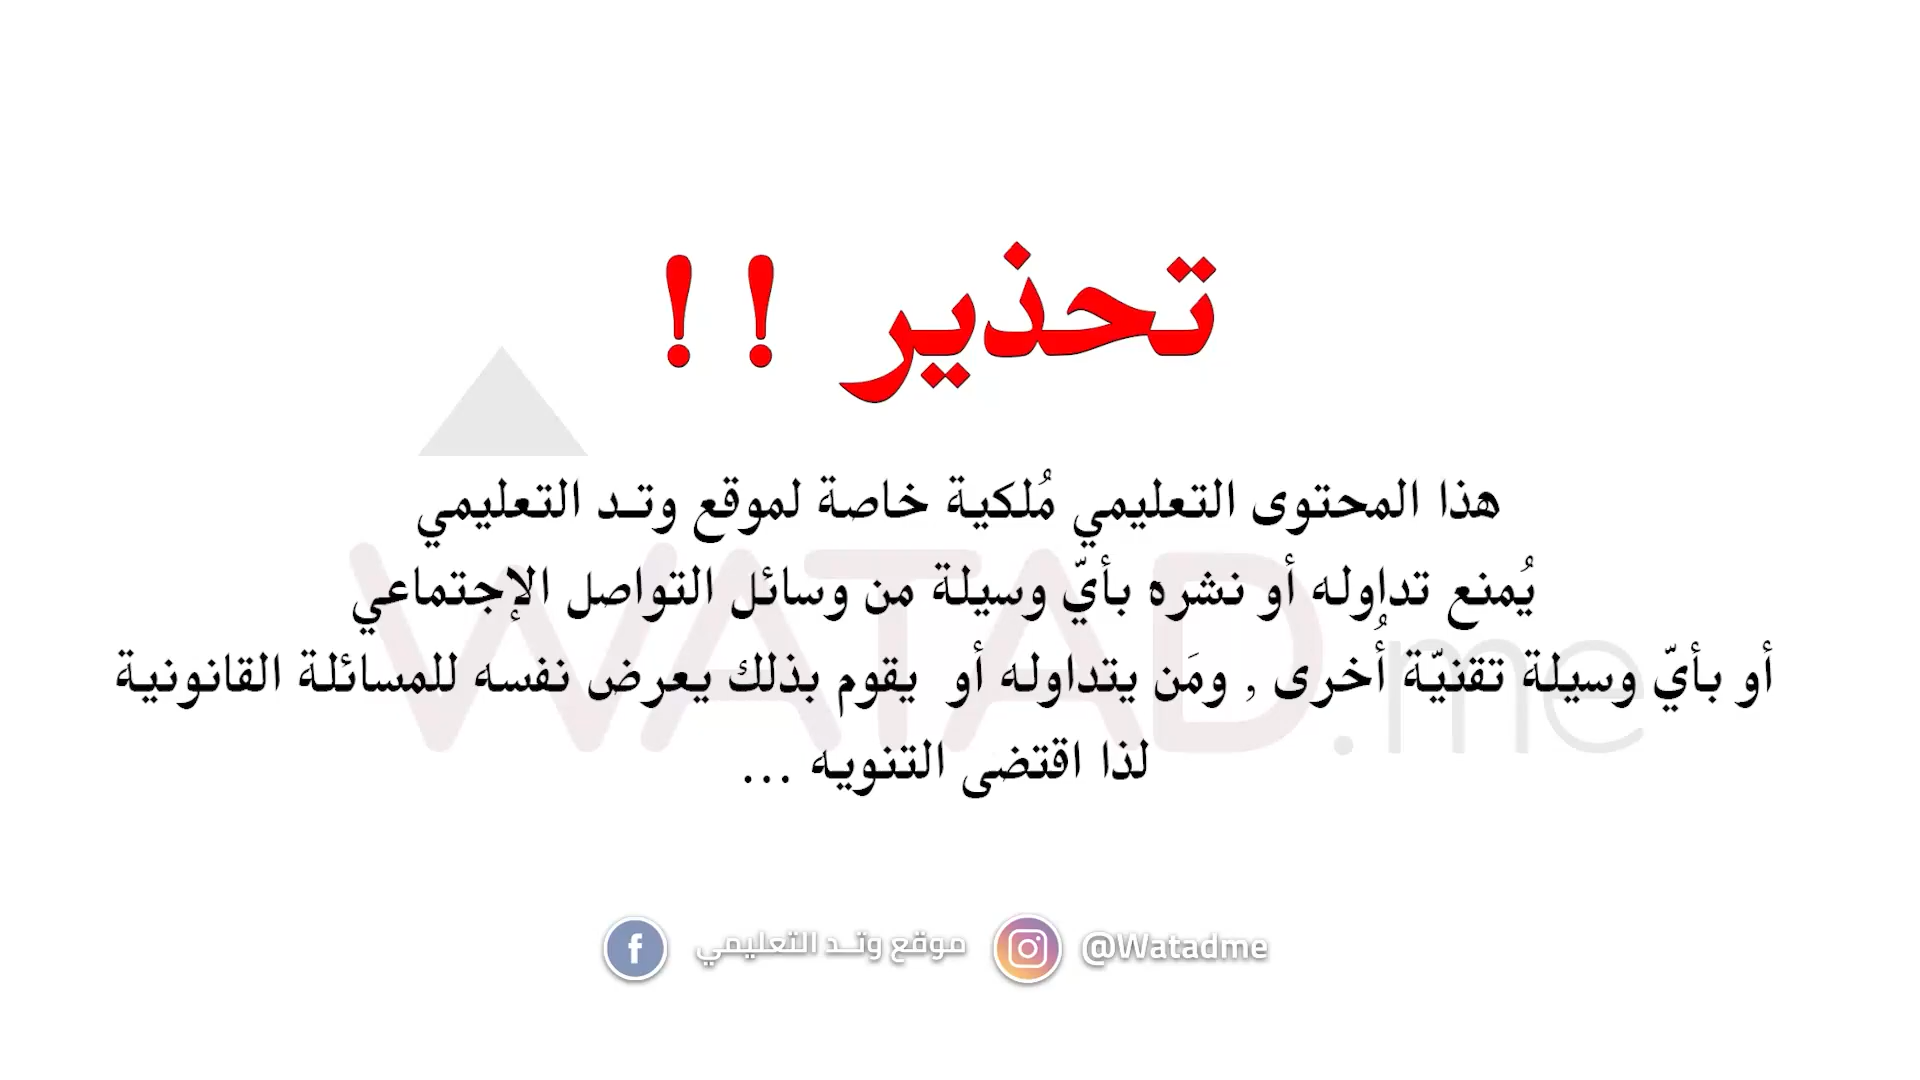 تحذير ! !
هذا المحتوى التعليمي مُلكية خاصة لموقع وتـد التعليمي
يُمنع تداوله أو نشره بأيّ وسيلة من وسائل التواصل الإجتماعي
أو بأيّ وسيلة تقنيّة أُخرى , ومَن يتداوله أو يقوم بذلك يعرض نفسه للمسائلة القانونية
لذا اقتضى التنويه ...
WATAD.me
موقع وتـد التعليمي @Watadme